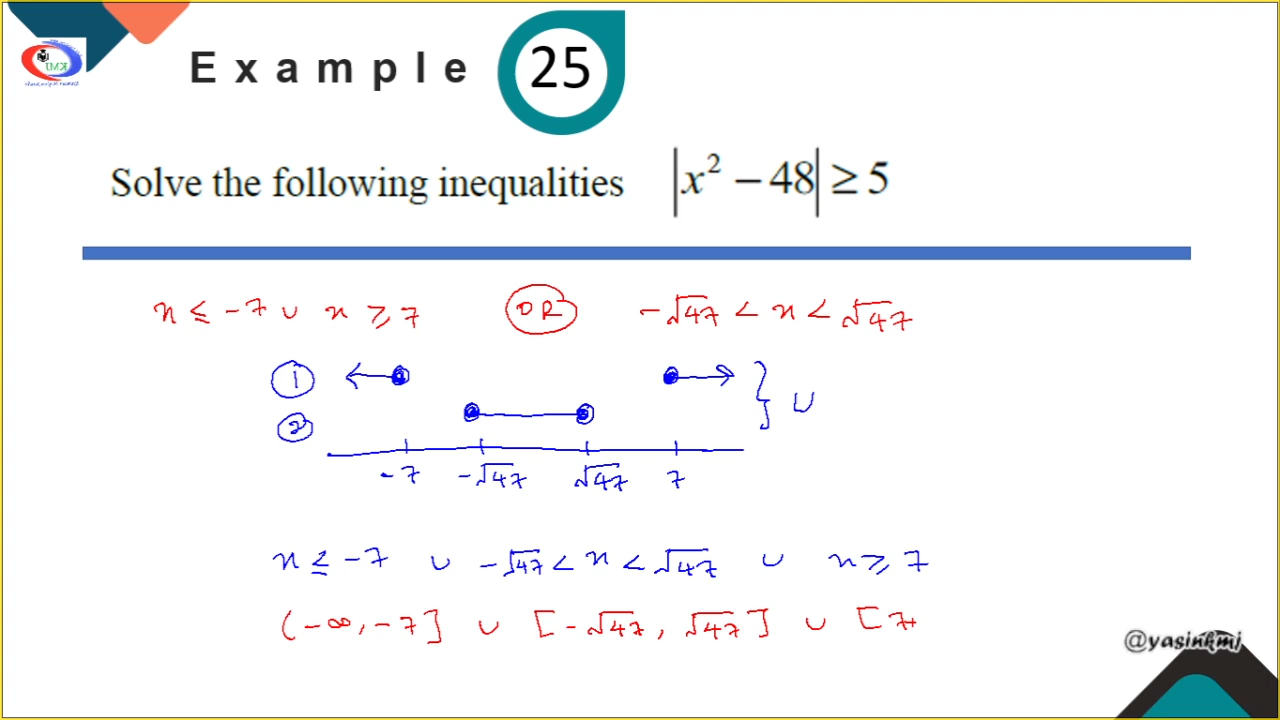 Example 25
Solve the following inequalities |x² − 48| ≥ 5
x ≤ -7 ∪ x ≥ 7 OR -√47 < x < √47
1
2
∪
-7 -√47 √47 7
x ≤ -7 ∪ -√47 < x < √47 ∪ x ≥ 7
(-∞, -7] ∪ [-√47, √47] ∪ [7,
@yasinkmj